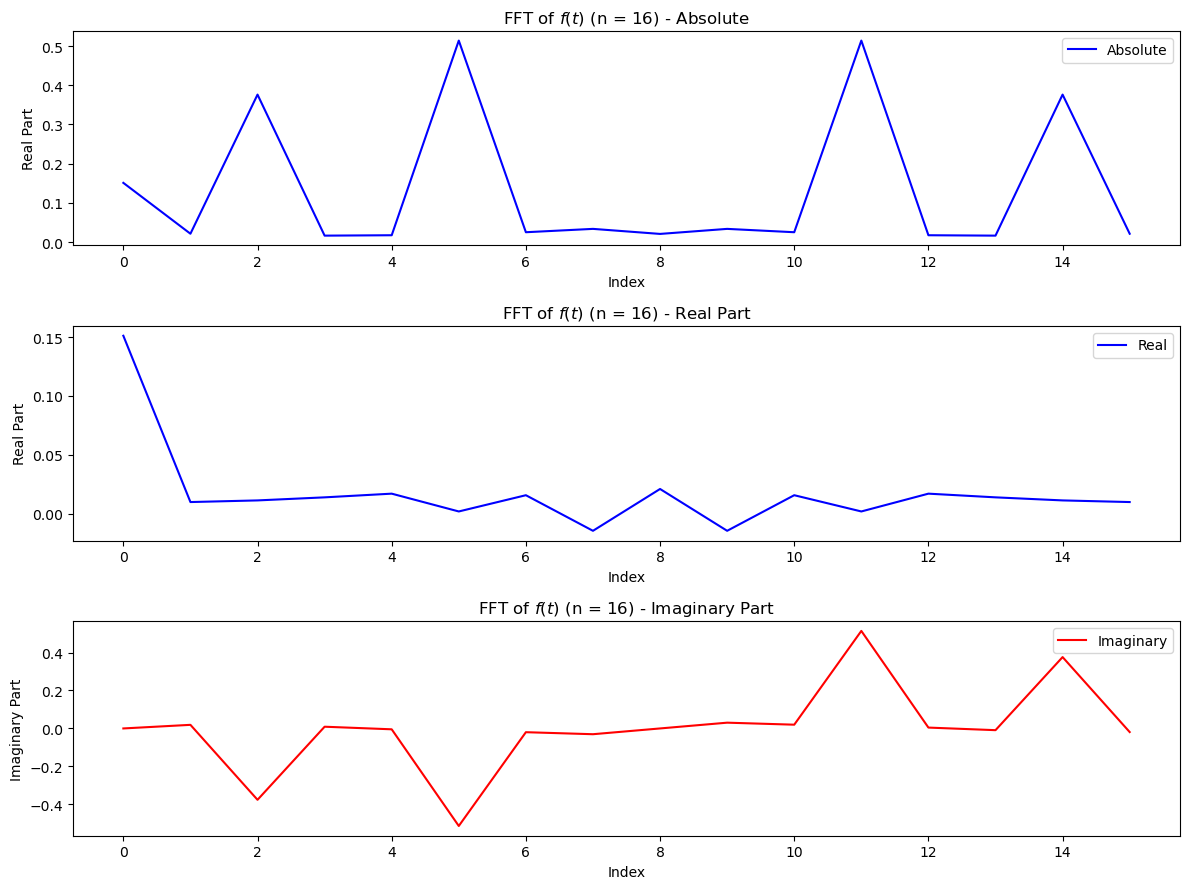 FFT of f(t) (n = 16) - Absolute
Absolute
Real Part
0.5
0.4
0.3
0.2
0.1
0.0
0 2 4 6 8 10 12 14
Index
FFT of f(t) (n = 16) - Real Part
Real
Real Part
0.15
0.10
0.05
0.00
0 2 4 6 8 10 12 14
Index
FFT of f(t) (n = 16) - Imaginary Part
Imaginary
Imaginary Part
0.4
0.2
0.0
−0.2
−0.4
0 2 4 6 8 10 12 14
Index